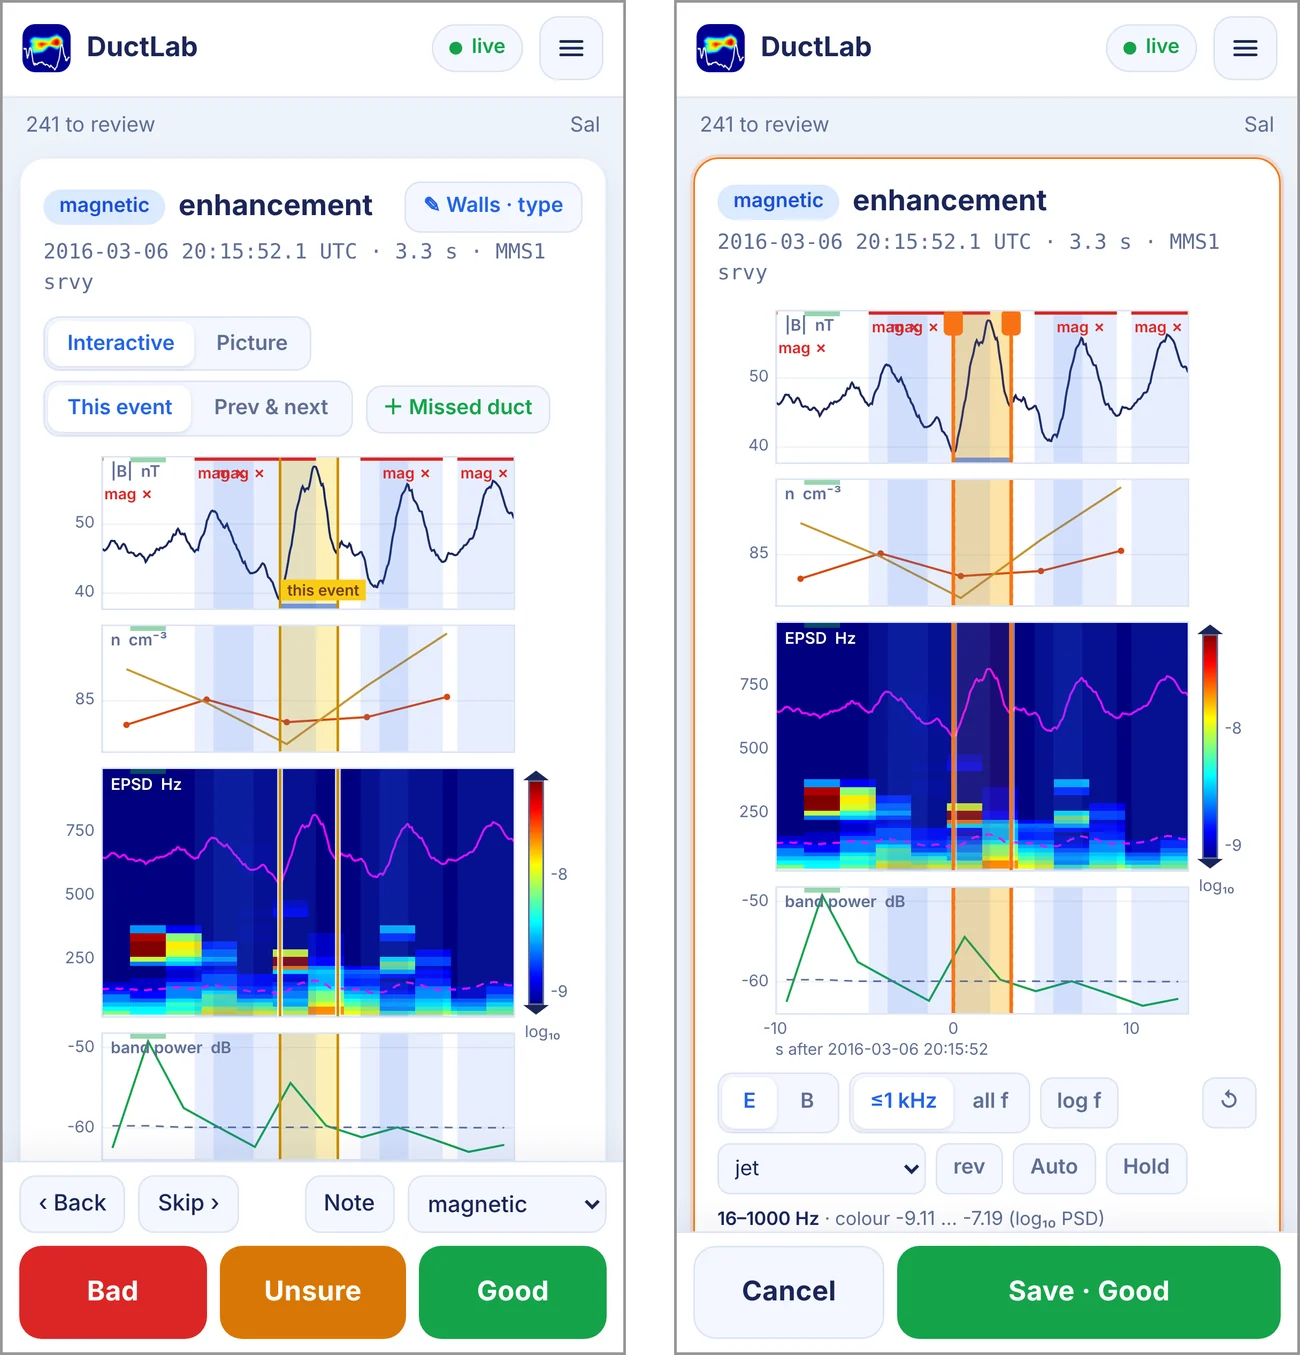 DuctLab
live
241 to review
Sal
magnetic
enhancement
✎ Walls · type
2016-03-06 20:15:52.1 UTC · 3.3 s · MMS1
srvy
Interactive
Picture
This event
Prev & next
+ Missed duct
|B| nT
mag ×
mag ×
mag ×
mag ×
mag ×
50
40
this event
n cm⁻³
85
EPSD Hz
750
500
250
-8
-9
log₁₀
band power dB
-50
-60
‹ Back
Skip ›
Note
magnetic
Bad
Unsure
Good
DuctLab
live
241 to review
Sal
magnetic
enhancement
2016-03-06 20:15:52.1 UTC · 3.3 s · MMS1
srvy
|B| nT
mag ×
mag ×
mag ×
mag ×
mag ×
50
40
n cm⁻³
85
EPSD Hz
750
500
250
-8
-9
log₁₀
band power dB
-50
-60
-10
0
10
s after 2016-03-06 20:15:52
E
B
≤1 kHz
all f
log f
jet
rev
Auto
Hold
16–1000 Hz · colour -9.11 … -7.19 (log₁₀ PSD)
Cancel
Save · Good